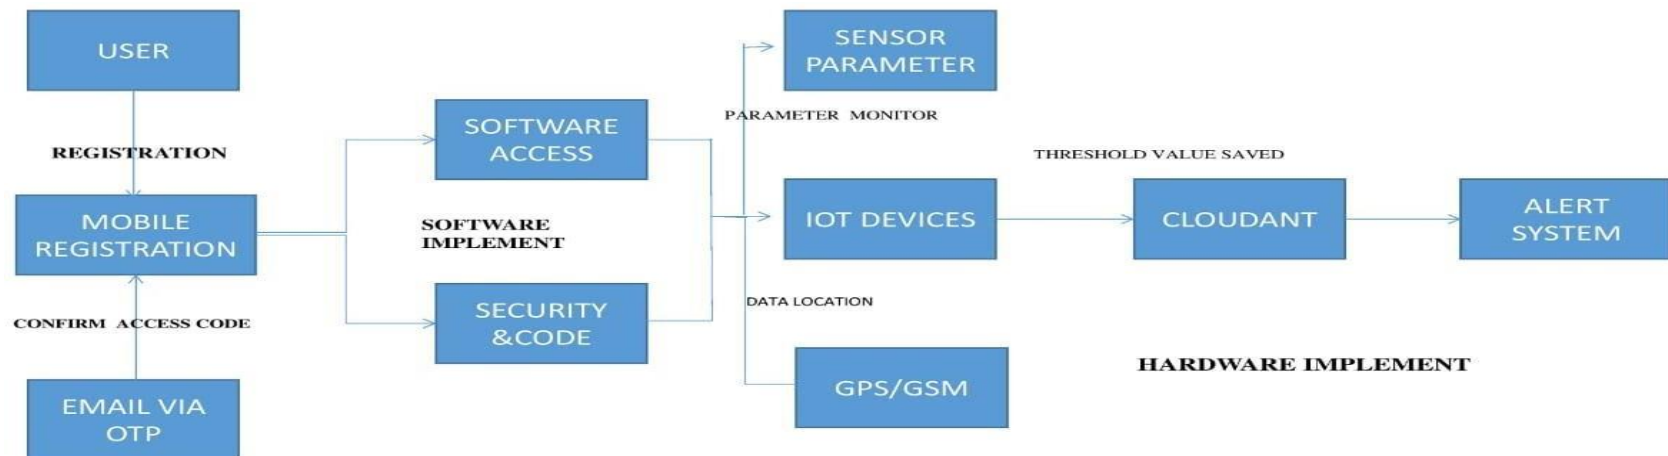 USER
REGISTRATION
MOBILE
REGISTRATION
CONFIRM ACCESS CODE
EMAIL VIA
OTP
SOFTWARE
ACCESS
SOFTWARE
IMPLEMENT
SECURITY
&CODE
SENSOR
PARAMETER
PARAMETER MONITOR
IOT DEVICES
DATA LOCATION
GPS/GSM
THRESHOLD VALUE SAVED
CLOUDANT
ALERT
SYSTEM
HARDWARE IMPLEMENT